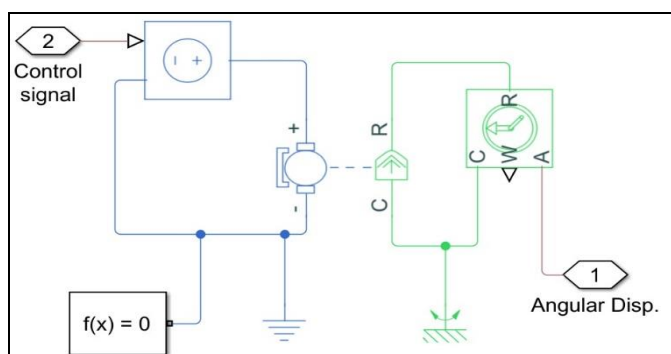 2
Control
signal
- +
+
-
R
C
R
C
W
A
f(x) = 0
1
Angular Disp.